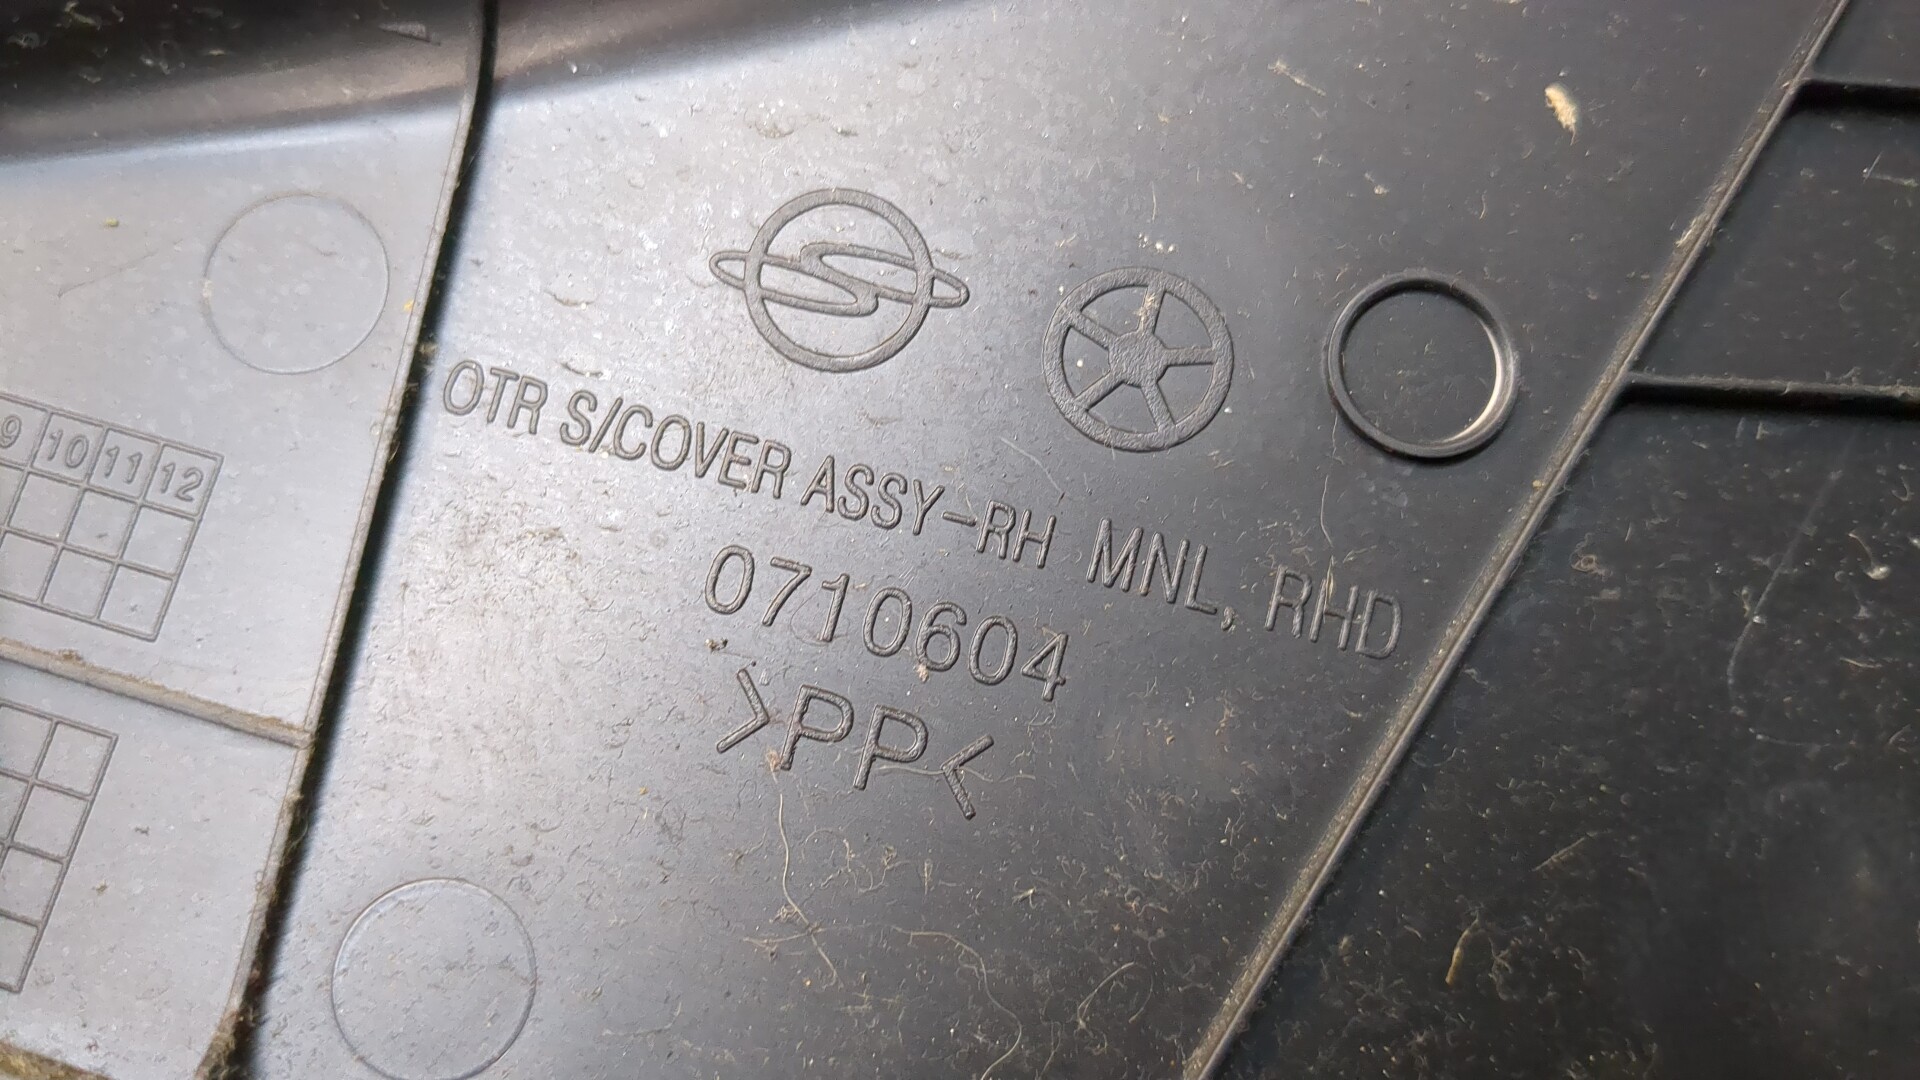 9 10 11 12
OTR S/COVER ASSY-RH MNL, RHD
0710604
>PP<